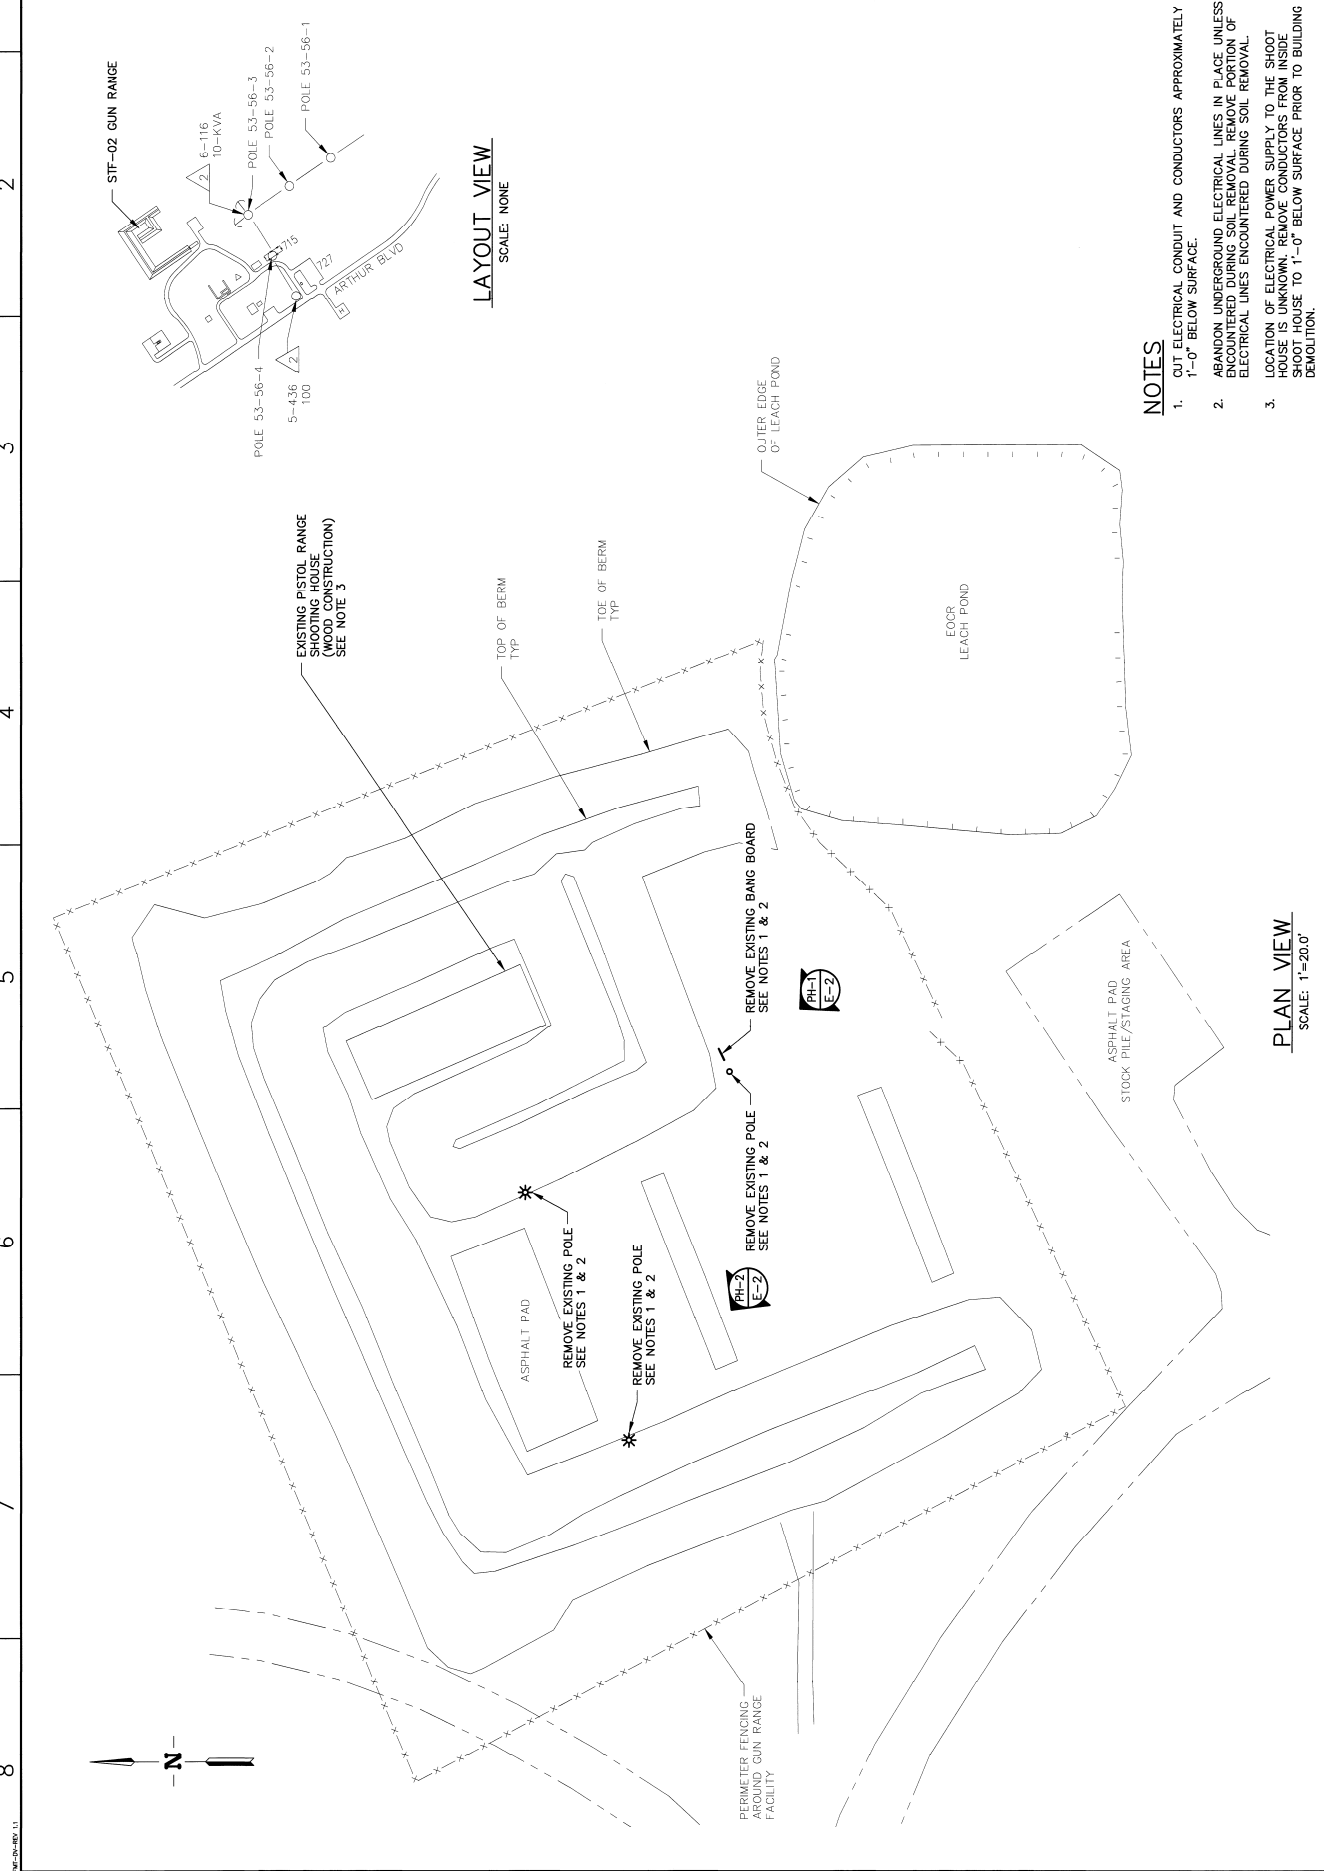 8
7
6
5
4
3
2
FMT-DV-REV 1.1
N
STF-02 GUN RANGE
2
6-116
10-KVA
POLE 53-56-3
POLE 53-56-2
POLE 53-56-1
715
727
ARTHUR BLVD
H
POLE 53-56-4
2
5-436
100
LAYOUT VIEW
SCALE: NONE
EXISTING PISTOL RANGE
SHOOTING HOUSE
(WOOD CONSTRUCTION)
SEE NOTE 3
TOP OF BERM
TYP
TOE OF BERM
TYP
OUTER EDGE
OF LEACH POND
EOCR
LEACH POND
ASPHALT PAD
REMOVE EXISTING POLE
SEE NOTES 1 & 2
REMOVE EXISTING POLE
SEE NOTES 1 & 2
REMOVE EXISTING POLE
SEE NOTES 1 & 2
REMOVE EXISTING BANG BOARD
SEE NOTES 1 & 2
PH-2
E-2
PH-1
E-2
PERIMETER FENCING
AROUND GUN RANGE
FACILITY
ASPHALT PAD
STOCK PILE/STAGING AREA
PLAN VIEW
SCALE: 1"=20.0'
NOTES
1. CUT ELECTRICAL CONDUIT AND CONDUCTORS APPROXIMATELY
1'-0" BELOW SURFACE.
2. ABANDON UNDERGROUND ELECTRICAL LINES IN PLACE UNLESS
ENCOUNTERED DURING SOIL REMOVAL. REMOVE PORTION OF
ELECTRICAL LINES ENCOUNTERED DURING SOIL REMOVAL.
3. LOCATION OF ELECTRICAL POWER SUPPLY TO THE SHOOT
HOUSE IS UNKNOWN. REMOVE CONDUCTORS FROM INSIDE
SHOOT HOUSE TO 1'-0" BELOW SURFACE PRIOR TO BUILDING
DEMOLITION.